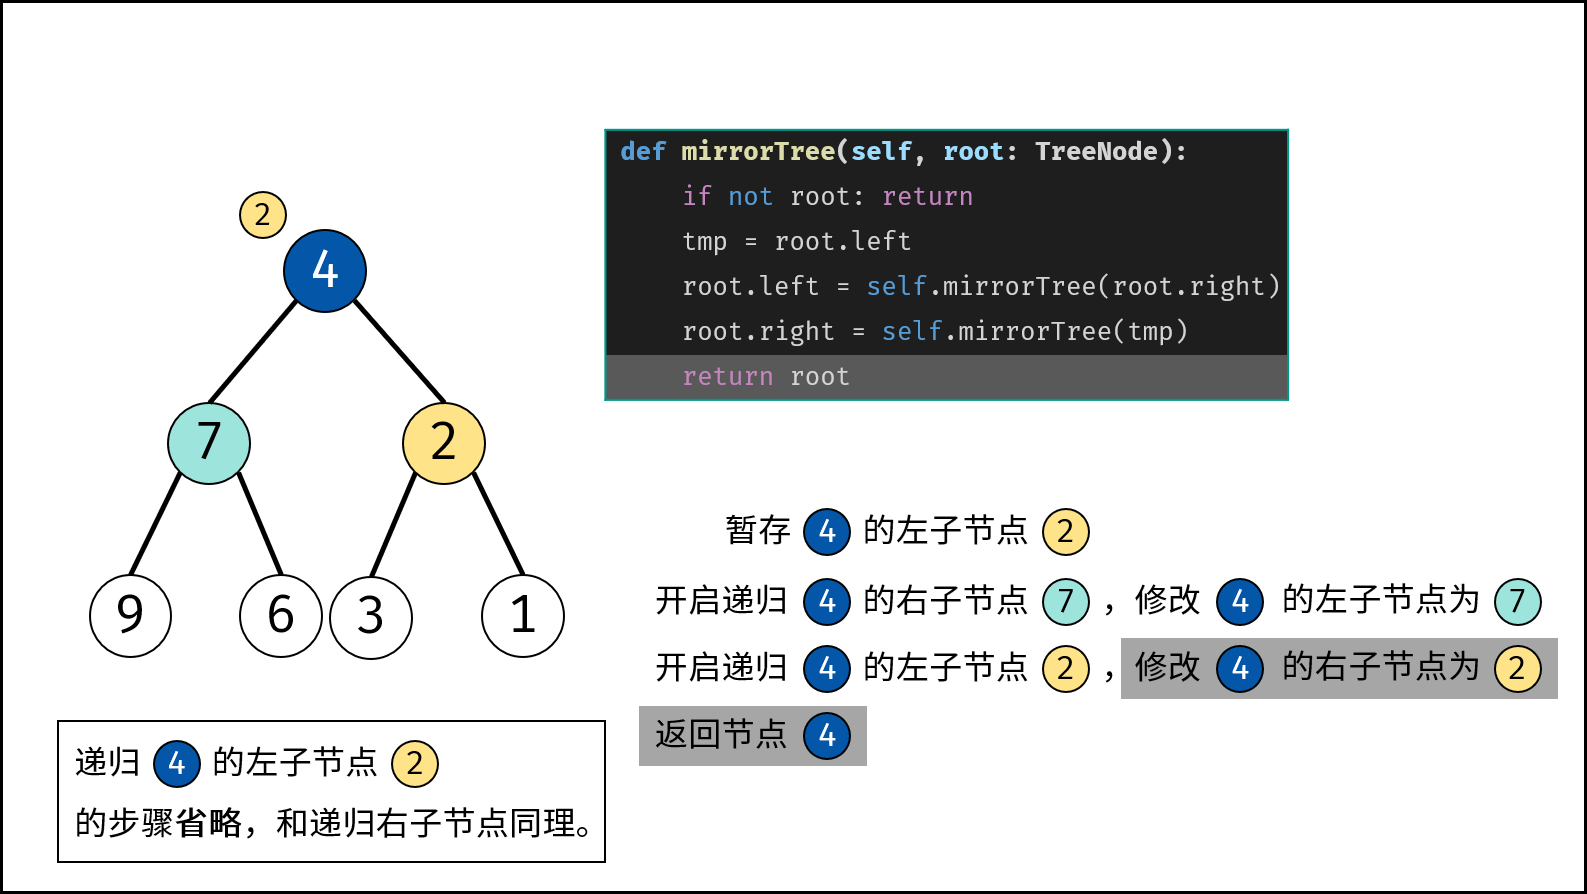 def mirrorTree(self, root: TreeNode):
if not root: return
tmp = root.left
root.left = self.mirrorTree(root.right)
root.right = self.mirrorTree(tmp)
return root
2
4
7 2
9 6 3 1
暂存 4 的左子节点 2
开启递归 4 的右子节点 7 ，修改 4 的左子节点为 7
开启递归 4 的左子节点 2 ，修改 4 的右子节点为 2
返回节点 4
递归 4 的左子节点 2
的步骤省略，和递归右子节点同理。